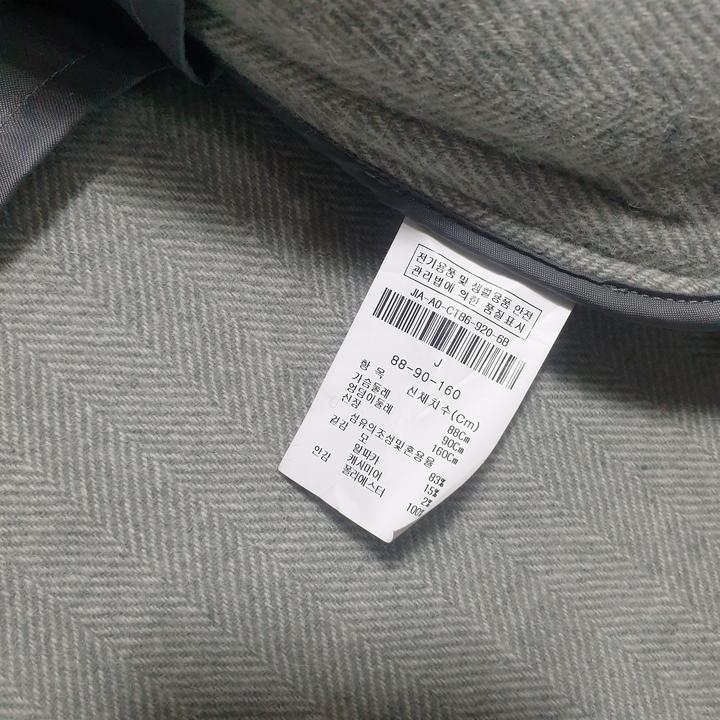 전기용품 및 생활용품 안전
관리법에 의한 품질표시
JIA-A0-CT86-920-6B
J
88-90-160
항 목 신체치수(Cm)
가슴둘레 88Cm
엉덩이둘레 90Cm
신장 160Cm
섬유의조성및혼용율
겉감 모 83%
알파카 15%
캐시미어 2%
안감 폴리에스터 100%